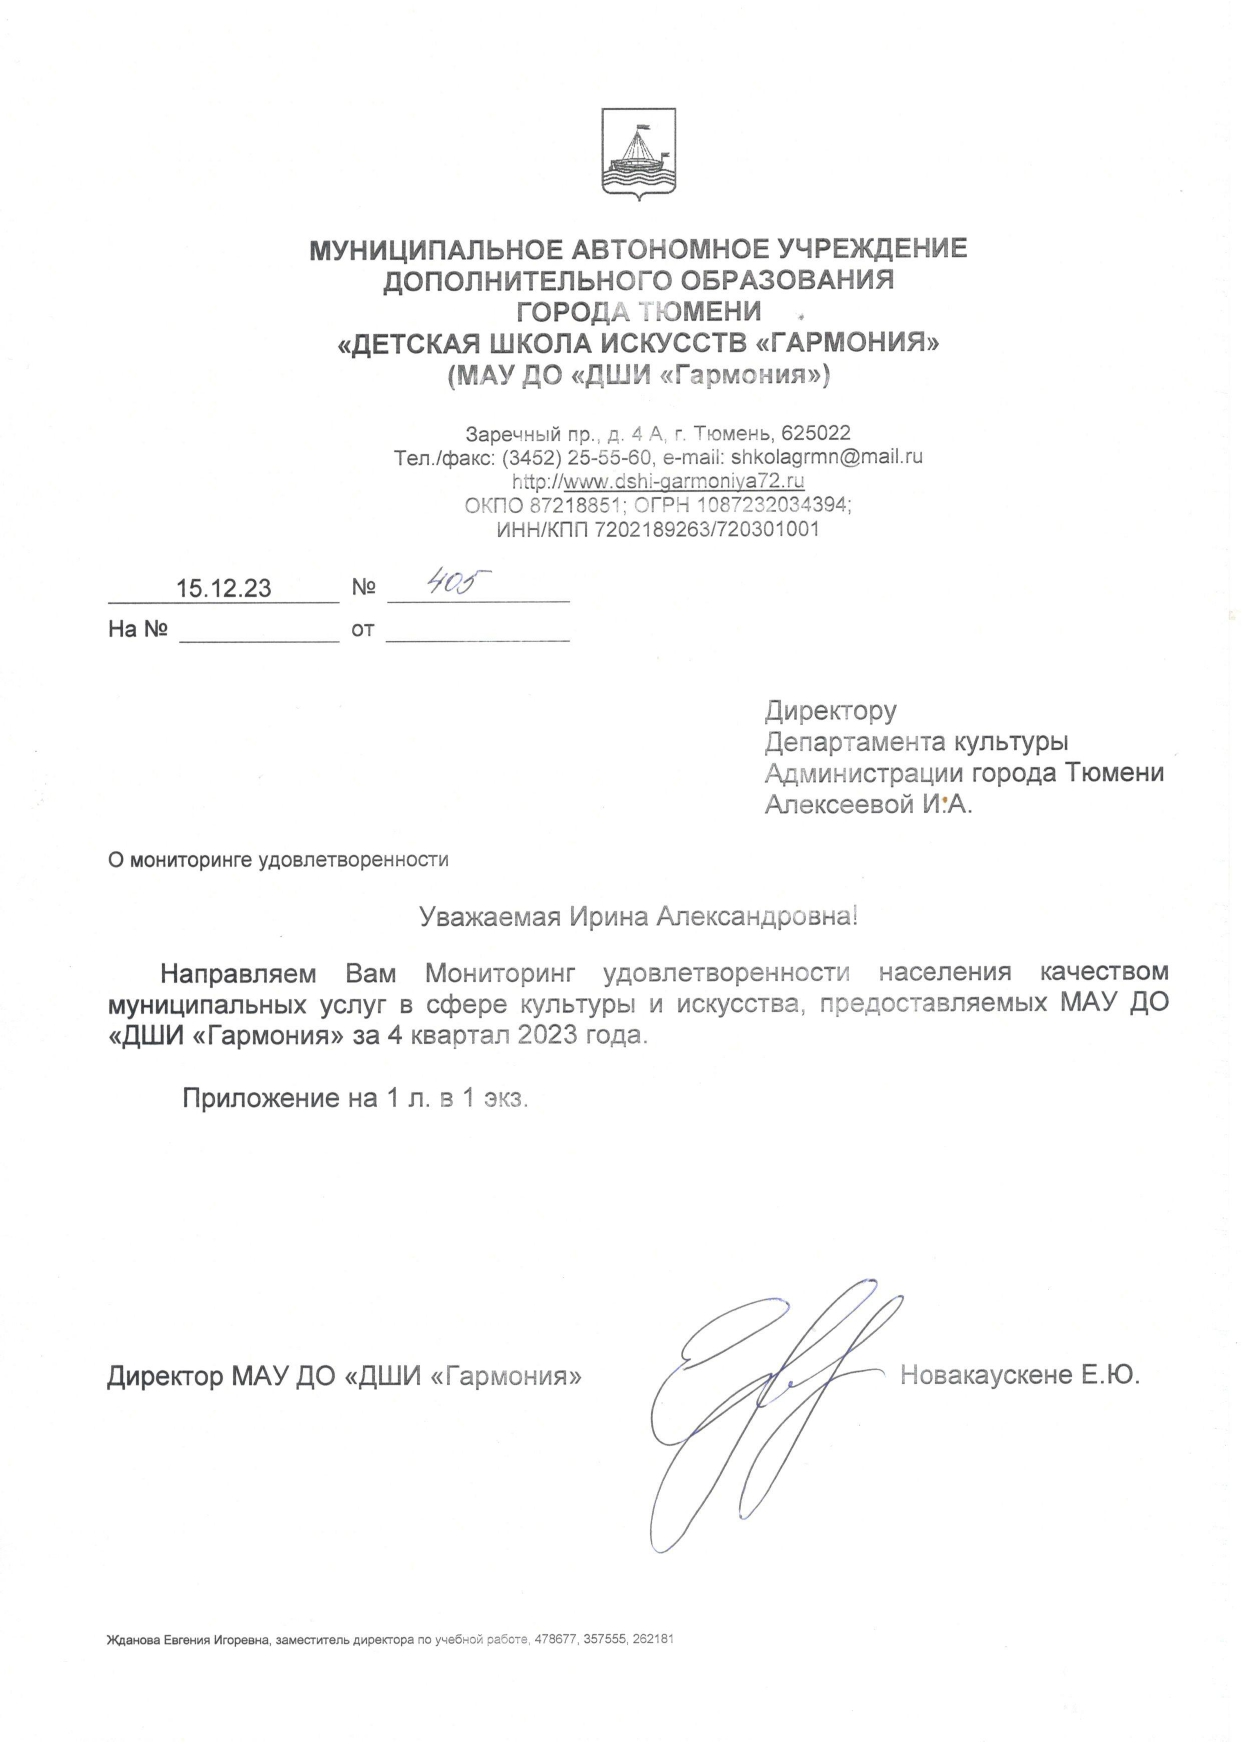 МУНИЦИПАЛЬНОЕ АВТОНОМНОЕ УЧРЕЖДЕНИЕ
ДОПОЛНИТЕЛЬНОГО ОБРАЗОВАНИЯ
ГОРОДА ТЮМЕНИ
«ДЕТСКАЯ ШКОЛА ИСКУССТВ «ГАРМОНИЯ»
(МАУ ДО «ДШИ «Гармония»)
Заречный пр., д. 4 А, г. Тюмень, 625022
Тел./факс: (3452) 25-55-60, e-mail: shkolagrmn@mail.ru
http://www.dshi-garmoniya72.ru
ОКПО 87218851; ОГРН 1087232034394;
ИНН/КПП 7202189263/720301001
15.12.23 № 405
На № от
Директору
Департамента культуры
Администрации города Тюмени
Алексеевой И.А.
О мониторинге удовлетворенности
Уважаемая Ирина Александровна!
Направляем Вам Мониторинг удовлетворенности населения качеством
муниципальных услуг в сфере культуры и искусства, предоставляемых МАУ ДО
«ДШИ «Гармония» за 4 квартал 2023 года.
Приложение на 1 л. в 1 экз.
Директор МАУ ДО «ДШИ «Гармония» Новакаускене Е.Ю.
Жданова Евгения Игоревна, заместитель директора по учебной работе, 478677, 357555, 262181